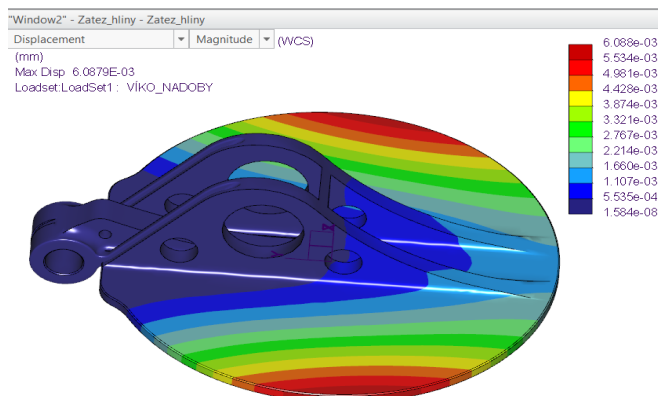 "Window2" - Zatez_hliny - Zatez_hliny
Displacement Magnitude (WCS)
(mm)
Max Disp 6.0879E-03
Loadset:LoadSet1 : VÍKO_NADOBY
6.088e-03
5.534e-03
4.981e-03
4.428e-03
3.874e-03
3.321e-03
2.767e-03
2.214e-03
1.660e-03
1.107e-03
5.535e-04
1.584e-08